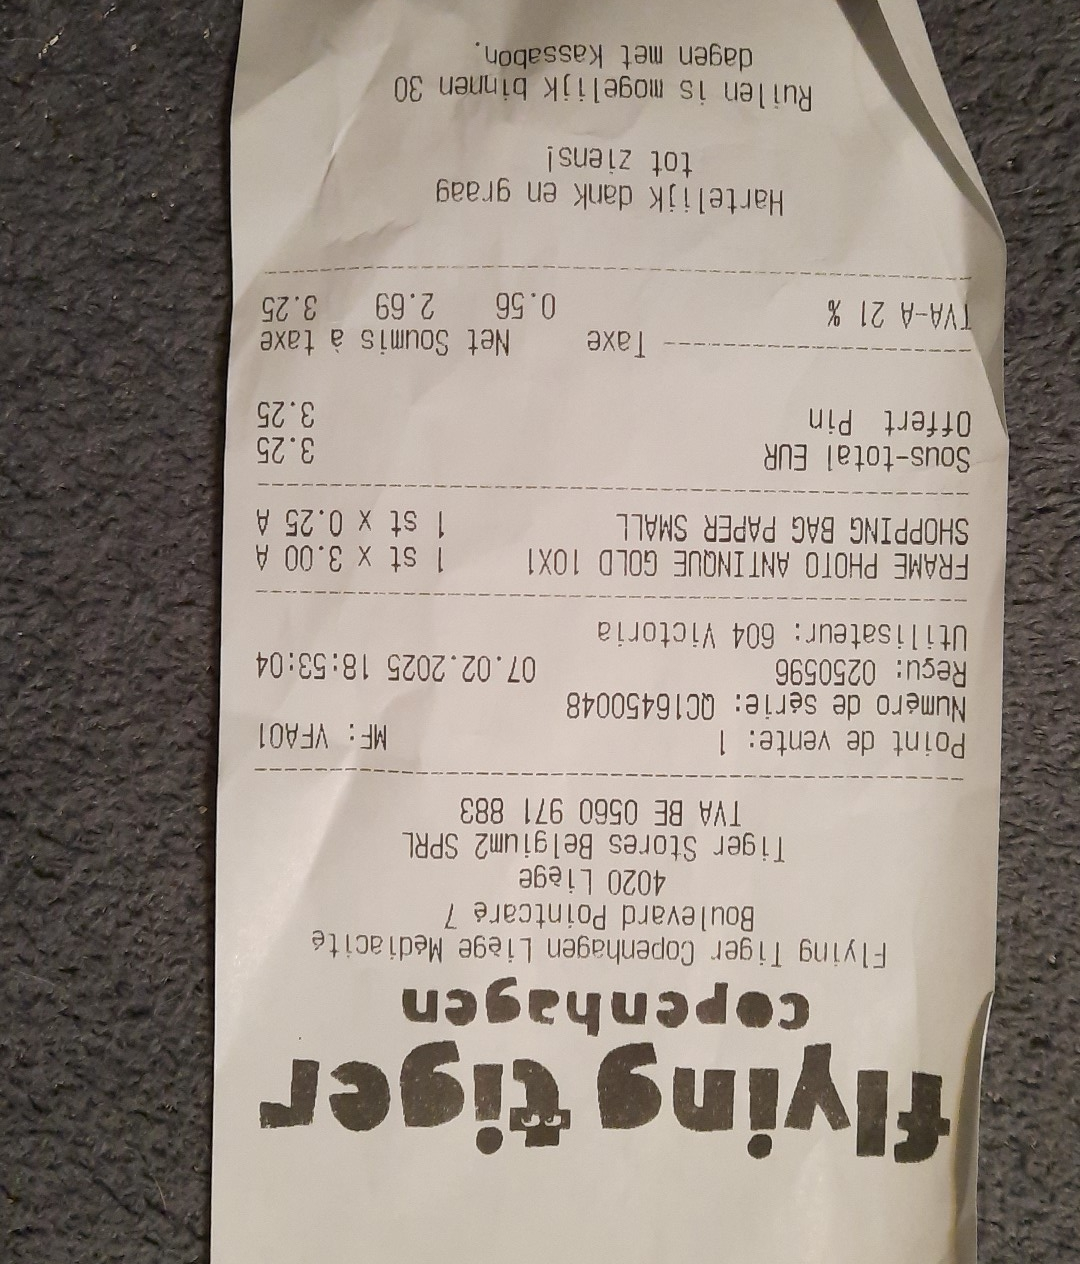 flying tiger
copenhagen
Flying Tiger Copenhagen Liège Médiacité
Boulevard Pointcaré 7
4020 Liège
Tiger Stores Belgium2 SPRL
TVA BE 0560 971 883
Point de vente: 1 MF: VFA01
Numéro de série: QC16450048
Reçu: 0250596 07.02.2025 18:53:04
Utilisateur: 604 Victoria
FRAME PHOTO ANTINQUE GOLD 10X1 1 st x 3.00 A
SHOPPING BAG PAPER SMALL 1 st x 0.25 A
Sous-total EUR 3.25
Offert Pin 3.25
Taxe Net Soumis à taxe
TVA-A 21 % 0.56 2.69 3.25
Hartelijk dank en graag
tot ziens!
Ruilen is mogelijk binnen 30
dagen met Kassabon.